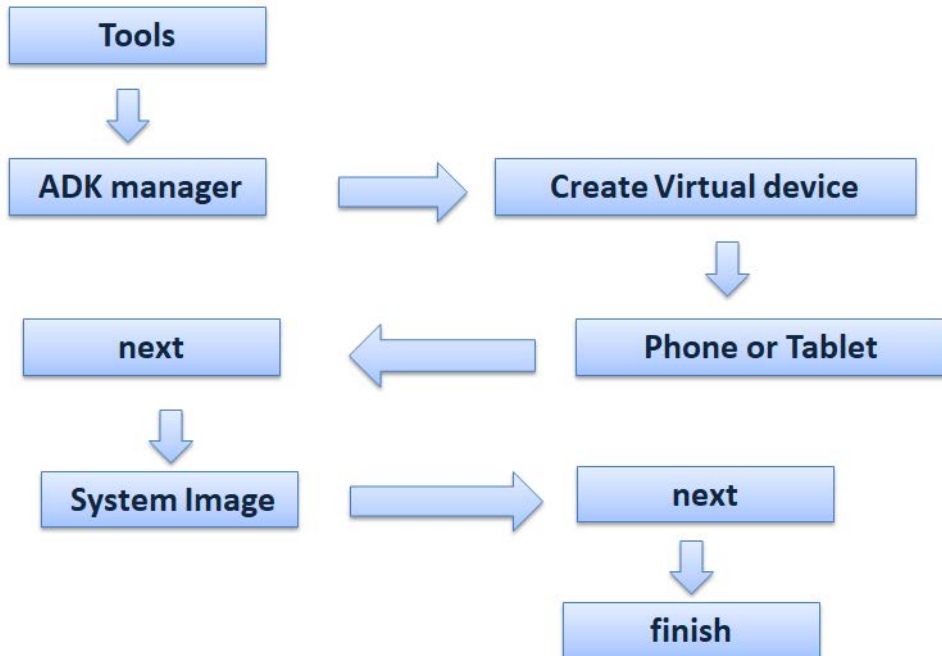 Tools
ADK manager
Create Virtual device
Phone or Tablet
next
System Image
next
finish